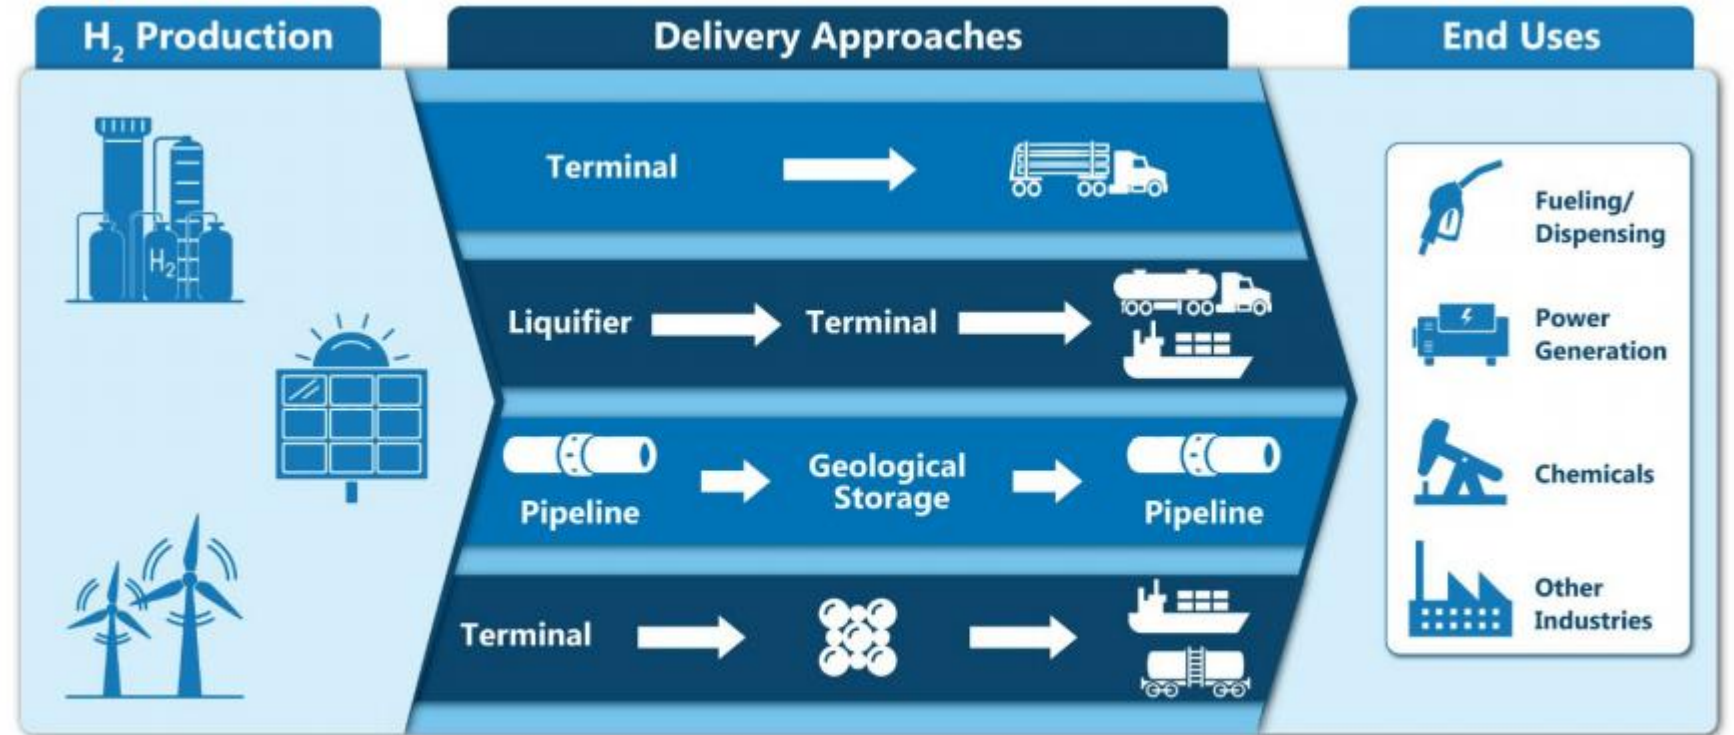 H₂ Production
Delivery Approaches
End Uses
H₂
Terminal
Liquifier
Terminal
Pipeline
Geological
Storage
Pipeline
Terminal
Fueling/
Dispensing
Power
Generation
Chemicals
Other
Industries